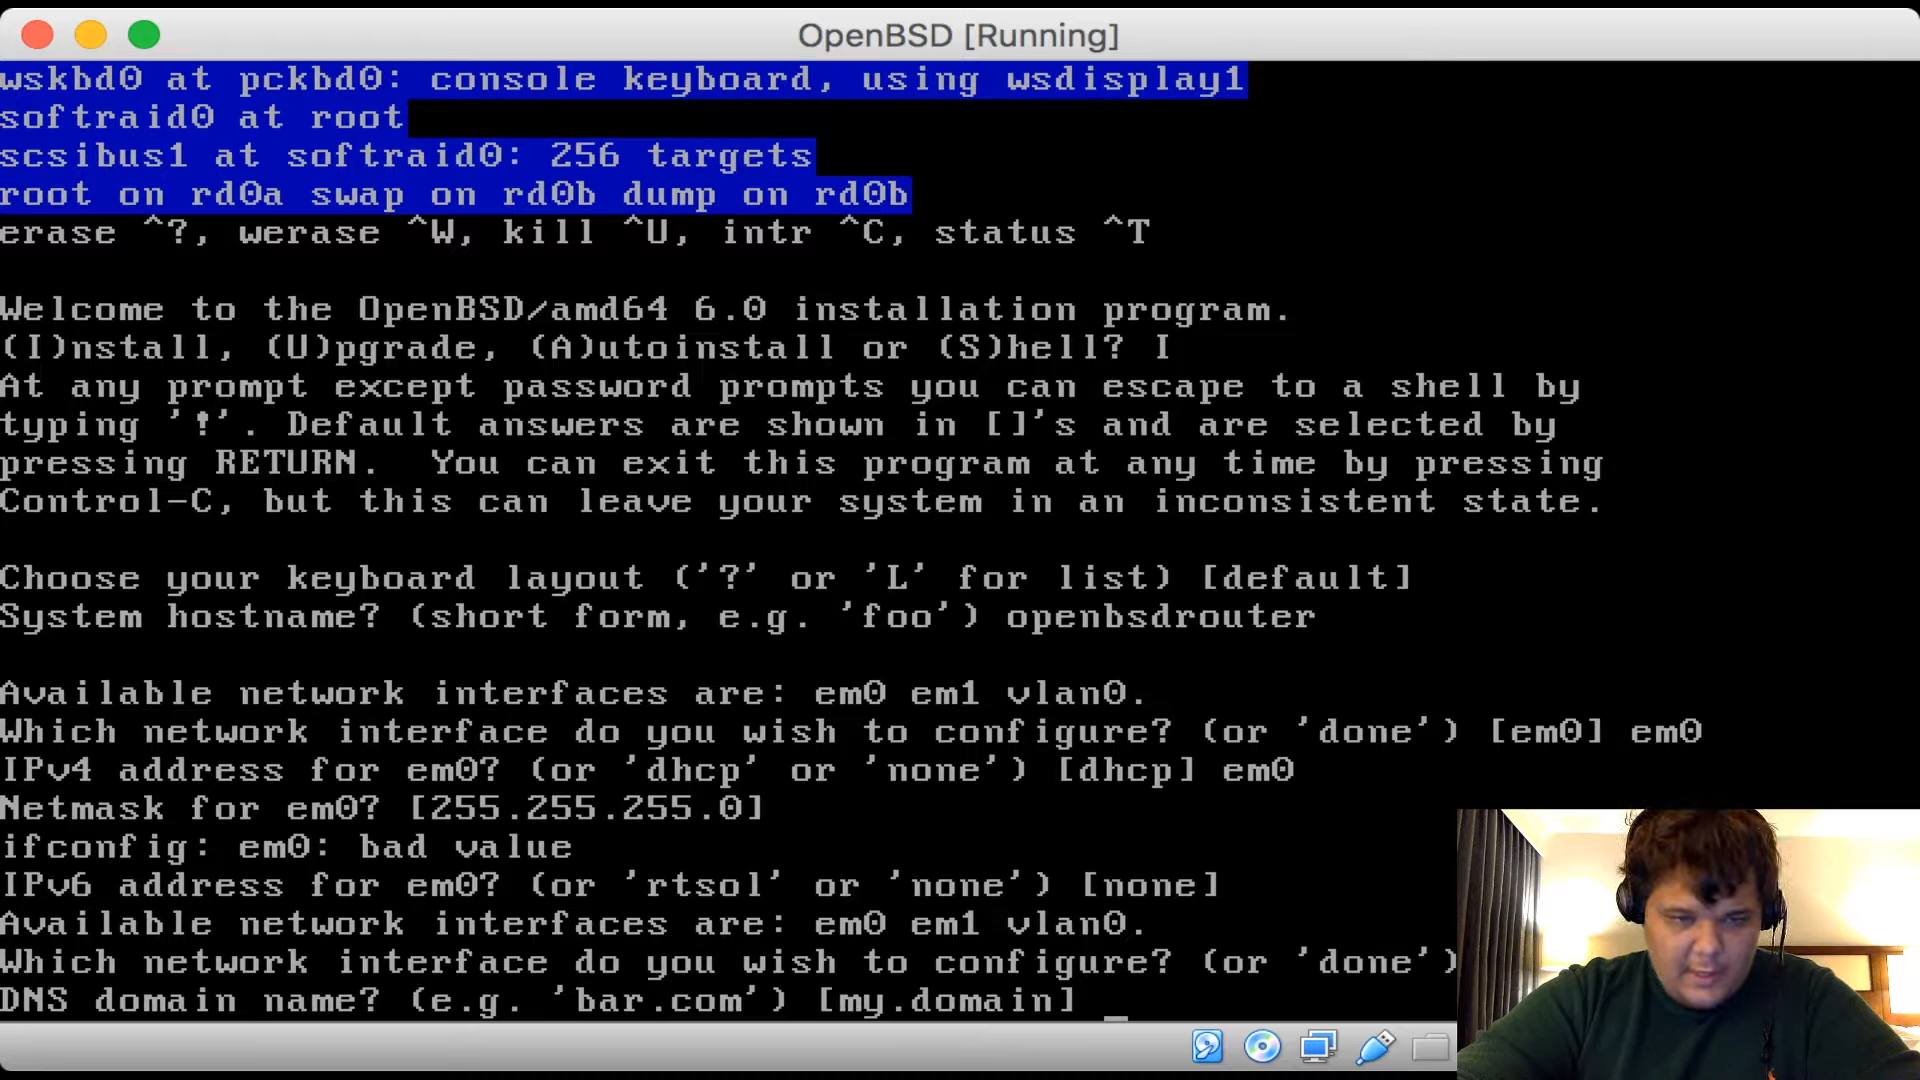 OpenBSD [Running]
wskbd0 at pckbd0: console keyboard, using wsdisplay1
softraid0 at root
scsibus1 at softraid0: 256 targets
root on rd0a swap on rd0b dump on rd0b
erase ^?, werase ^W, kill ^U, intr ^C, status ^T
Welcome to the OpenBSD/amd64 6.0 installation program.
(I)nstall, (U)pgrade, (A)utoinstall or (S)hell? I
At any prompt except password prompts you can escape to a shell by
typing '!'. Default answers are shown in []'s and are selected by
pressing RETURN.  You can exit this program at any time by pressing
Control-C, but this can leave your system in an inconsistent state.
Choose your keyboard layout ('?' or 'L' for list) [default]
System hostname? (short form, e.g. 'foo') openbsdrouter
Available network interfaces are: em0 em1 vlan0.
Which network interface do you wish to configure? (or 'done') [em0] em0
IPv4 address for em0? (or 'dhcp' or 'none') [dhcp] em0
Netmask for em0? [255.255.255.0]
ifconfig: em0: bad value
IPv6 address for em0? (or 'rtsol' or 'none') [none]
Available network interfaces are: em0 em1 vlan0.
Which network interface do you wish to configure? (or 'done')
DNS domain name? (e.g. 'bar.com') [my.domain] _